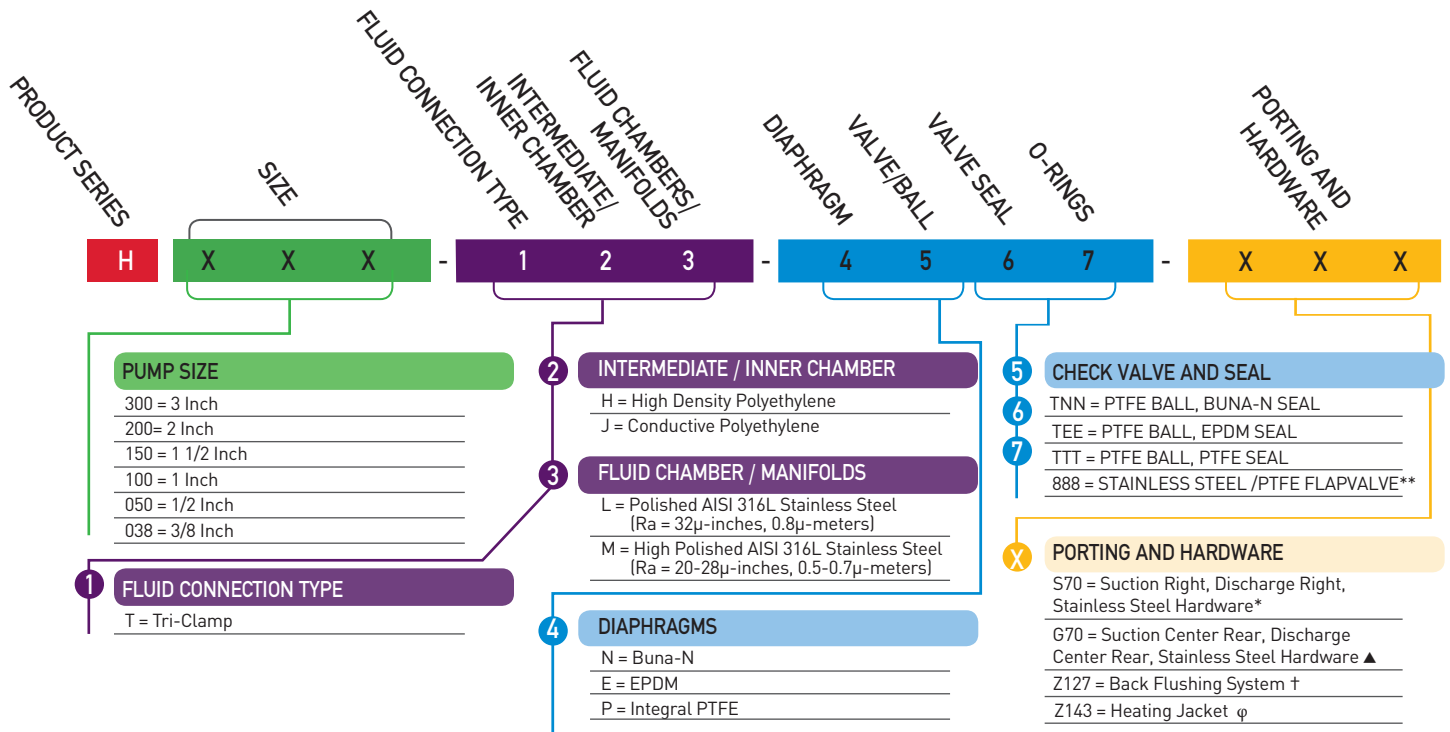 PRODUCT SERIES
SIZE
FLUID CONNECTION TYPE
INTERMEDIATE/
INNER CHAMBER
FLUID CHAMBERS/
MANIFOLDS
DIAPHRAGM
VALVE/BALL
VALVE SEAL
O-RINGS
PORTING AND
HARDWARE
H X X X - 1 2 3 - 4 5 6 7 - X X X
PUMP SIZE
300 = 3 Inch
200= 2 Inch
150 = 1 1/2 Inch
100 = 1 Inch
050 = 1/2 Inch
038 = 3/8 Inch
1 FLUID CONNECTION TYPE
T = Tri-Clamp
2 INTERMEDIATE / INNER CHAMBER
H = High Density Polyethylene
J = Conductive Polyethylene
3 FLUID CHAMBER / MANIFOLDS
L = Polished AISI 316L Stainless Steel
(Ra = 32µ-inches, 0.8µ-meters)
M = High Polished AISI 316L Stainless Steel
(Ra = 20-28µ-inches, 0.5-0.7µ-meters)
4 DIAPHRAGMS
N = Buna-N
E = EPDM
P = Integral PTFE
5 CHECK VALVE AND SEAL
6 TNN = PTFE BALL, BUNA-N SEAL
TEE = PTFE BALL, EPDM SEAL
7 TTT = PTFE BALL, PTFE SEAL
888 = STAINLESS STEEL /PTFE FLAPVALVE**
X PORTING AND HARDWARE
S70 = Suction Right, Discharge Right,
Stainless Steel Hardware*
G70 = Suction Center Rear, Discharge
Center Rear, Stainless Steel Hardware ▲
Z127 = Back Flushing System †
Z143 = Heating Jacket φ